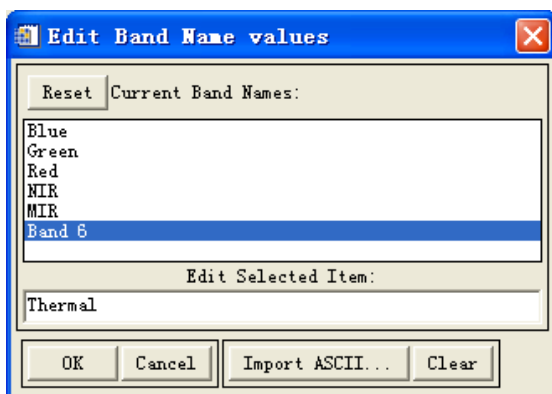 Edit Band Name values
Reset Current Band Names:
Blue
Green
Red
NIR
MIR
Band 6
Edit Selected Item:
Thermal
OK Cancel Import ASCII... Clear